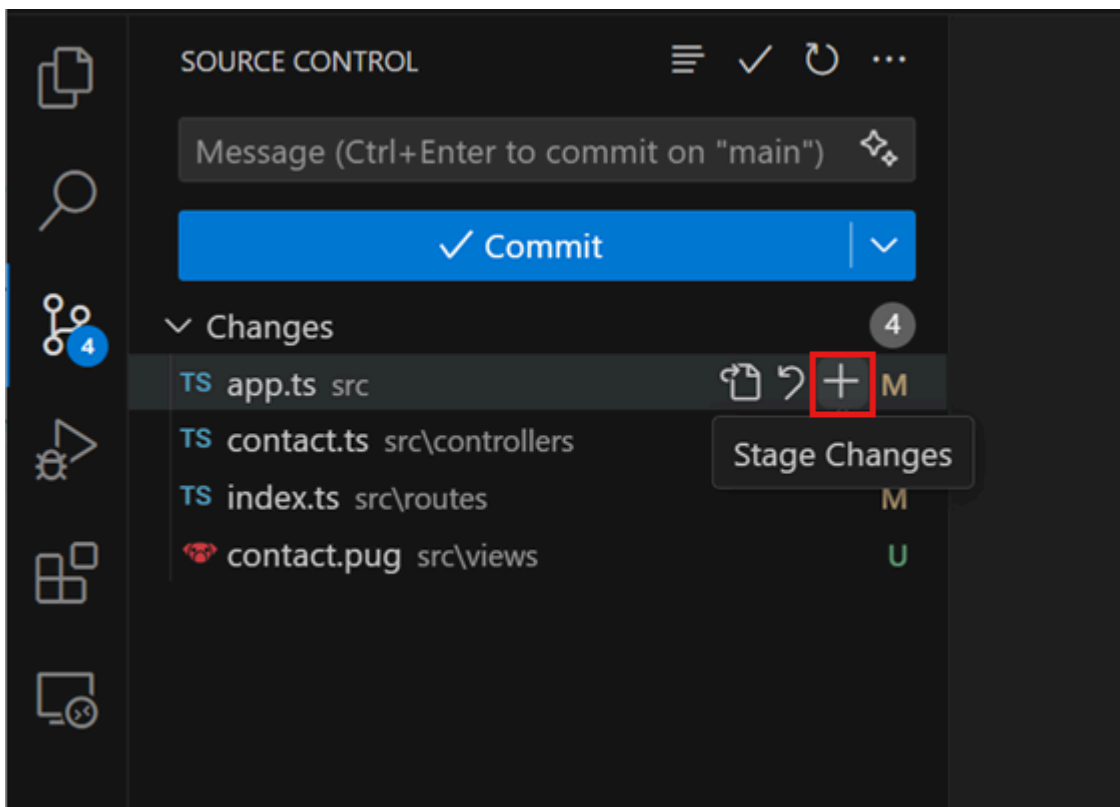 SOURCE CONTROL
Message (Ctrl+Enter to commit on "main")
Commit
Changes 4
4
TS app.ts src M
TS contact.ts src\controllers
Stage Changes
TS index.ts src\routes M
contact.pug src\views U